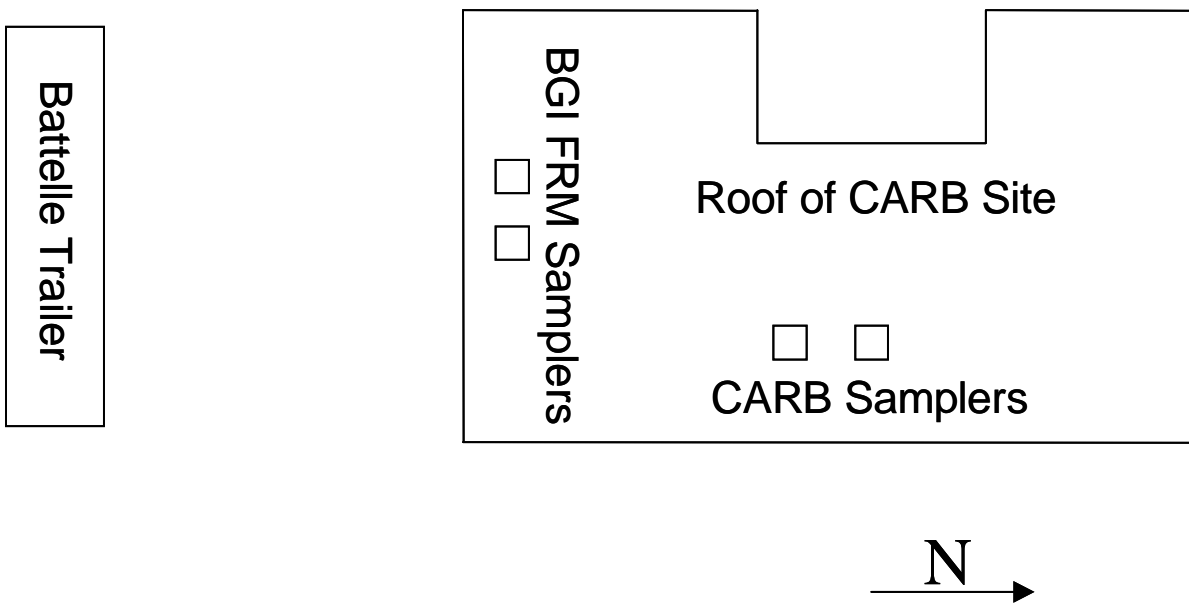 Battelle Trailer
BGI FRM Samplers
Roof of CARB Site
CARB Samplers
N